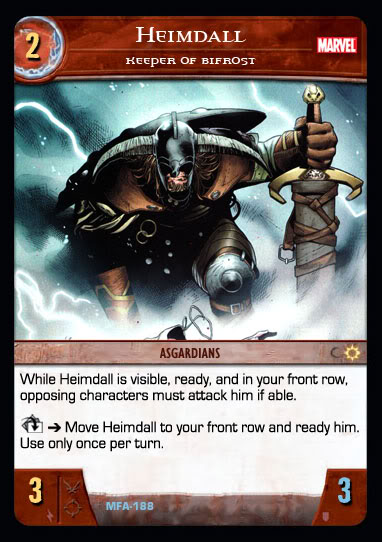 2
Heimdall
MARVEL
Keeper of Bifrost
ASGARDIANS
C
While Heimdall is visible, ready, and in your front row,
opposing characters must attack him if able.
➔ Move Heimdall to your front row and ready him.
Use only once per turn.
3
MFA-188
3